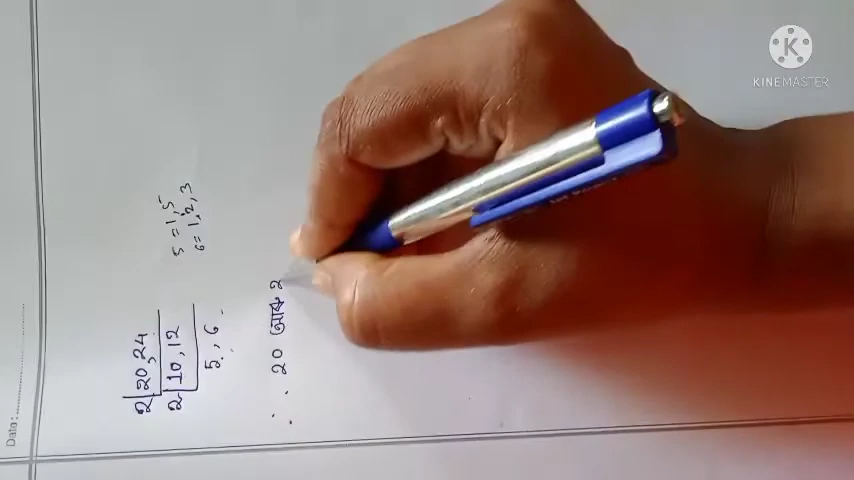 Date:
2|20,24
2|10,12
5,6
5=1,5
6=1,2,3
∴ 20 আৰু 2
KINEMASTER